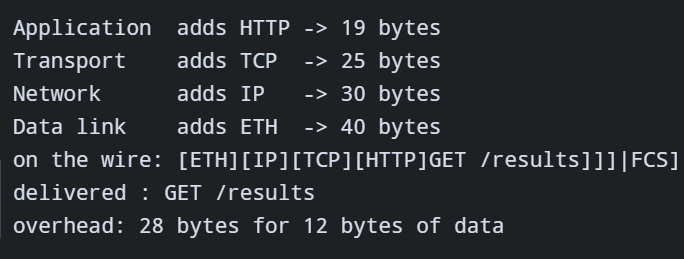 Application  adds HTTP -> 19 bytes
Transport    adds TCP  -> 25 bytes
Network      adds IP   -> 30 bytes
Data link    adds ETH  -> 40 bytes
on the wire: [ETH][IP][TCP][HTTP]GET /results]]]|FCS]
delivered : GET /results
overhead: 28 bytes for 12 bytes of data